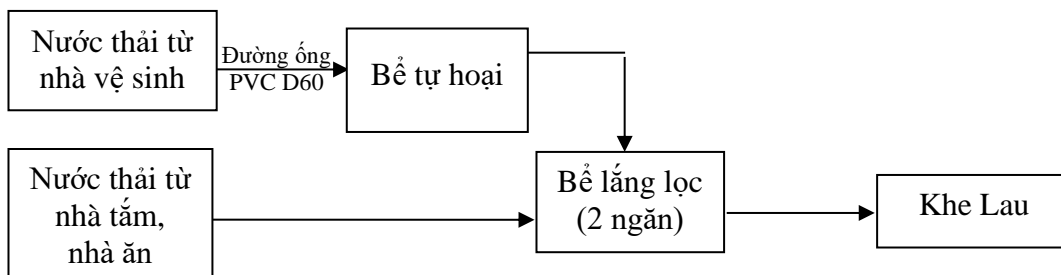 Nước thải từ
nhà vệ sinh
Đường ống
PVC D60
Bể tự hoại
Nước thải từ
nhà tắm,
nhà ăn
Bể lắng lọc
(2 ngăn)
Khe Lau